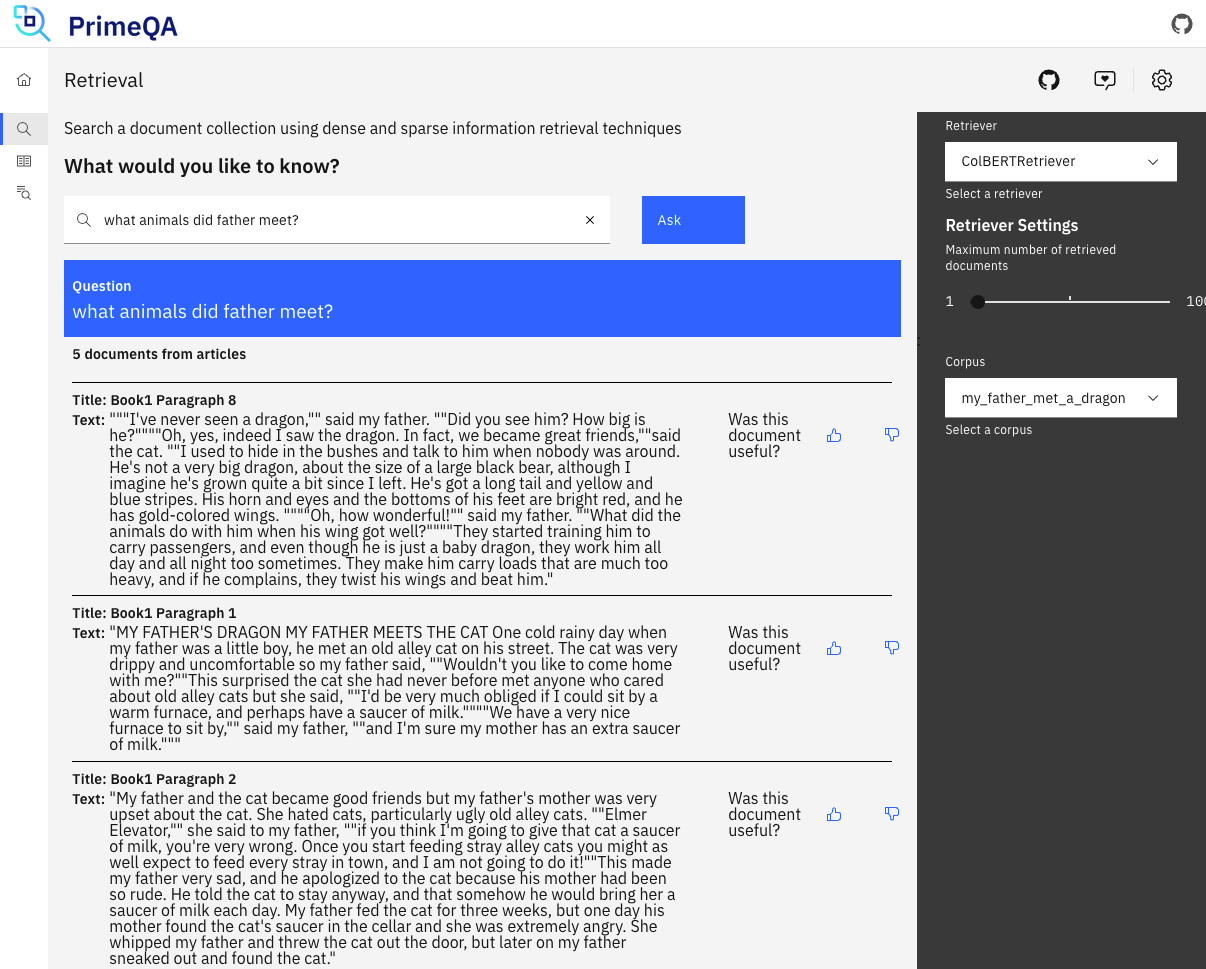 PrimeQA
Retrieval
Search a document collection using dense and sparse information retrieval techniques
What would you like to know?
what animals did father meet?
Ask
Question
what animals did father meet?
5 documents from articles
Title: Book1 Paragraph 8
Text: """I've never seen a dragon,"" said my father. ""Did you see him? How big is
he?""""Oh, yes, indeed I saw the dragon. In fact, we became great friends,""said
the cat. ""I used to hide in the bushes and talk to him when nobody was around.
He's not a very big dragon, about the size of a large black bear, although I
imagine he's grown quite a bit since I left. He's got a long tail and yellow and
blue stripes. His horn and eyes and the bottoms of his feet are bright red, and he
has gold-colored wings. """"Oh, how wonderful!"" said my father. ""What did the
animals do with him when his wing got well?""""They started training him to
carry passengers, and even though he is just a baby dragon, they work him all
day and all night too sometimes. They make him carry loads that are much too
heavy, and if he complains, they twist his wings and beat him."
Was this
document
useful?
Title: Book1 Paragraph 1
Text: "MY FATHER'S DRAGON MY FATHER MEETS THE CAT One cold rainy day when
my father was a little boy, he met an old alley cat on his street. The cat was very
drippy and uncomfortable so my father said, ""Wouldn't you like to come home
with me?""This surprised the cat she had never before met anyone who cared
about old alley cats but she said, ""I'd be very much obliged if I could sit by a
warm furnace, and perhaps have a saucer of milk.""""We have a very nice
furnace to sit by,"" said my father, ""and I'm sure my mother has an extra saucer
of milk."""
Was this
document
useful?
Title: Book1 Paragraph 2
Text: "My father and the cat became good friends but my father's mother was very
upset about the cat. She hated cats, particularly ugly old alley cats. ""Elmer
Elevator,"" she said to my father, ""if you think I'm going to give that cat a saucer
of milk, you're very wrong. Once you start feeding stray alley cats you might as
well expect to feed every stray in town, and I am not going to do it!""This made
my father very sad, and he apologized to the cat because his mother had been
so rude. He told the cat to stay anyway, and that somehow he would bring her a
saucer of milk each day. My father fed the cat for three weeks, but one day his
mother found the cat's saucer in the cellar and she was extremely angry. She
whipped my father and threw the cat out the door, but later on my father
sneaked out and found the cat."
Was this
document
useful?
Retriever
ColBERTRetriever
Select a retriever
Retriever Settings
Maximum number of retrieved
documents
1 100
Corpus
my_father_met_a_dragon
Select a corpus